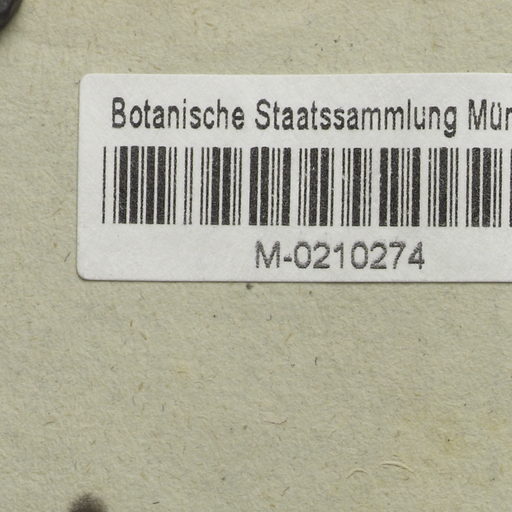 Botanische Staatssammlung Mün
M-0210274